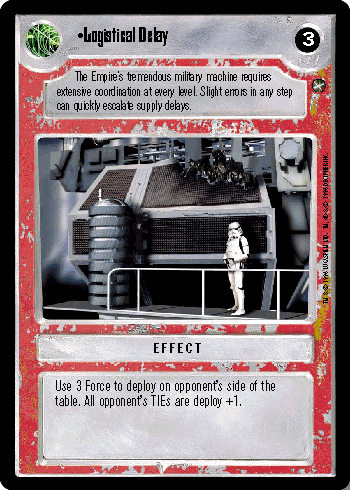 •Logistical Delay
3
The Empire's tremendous military machine requires
extensive coordination at every level. Slight errors in any step
can quickly escalate supply delays.
EFFECT
Use 3 Force to deploy on opponent's side of the
table. All opponent's TIEs are deploy +1.